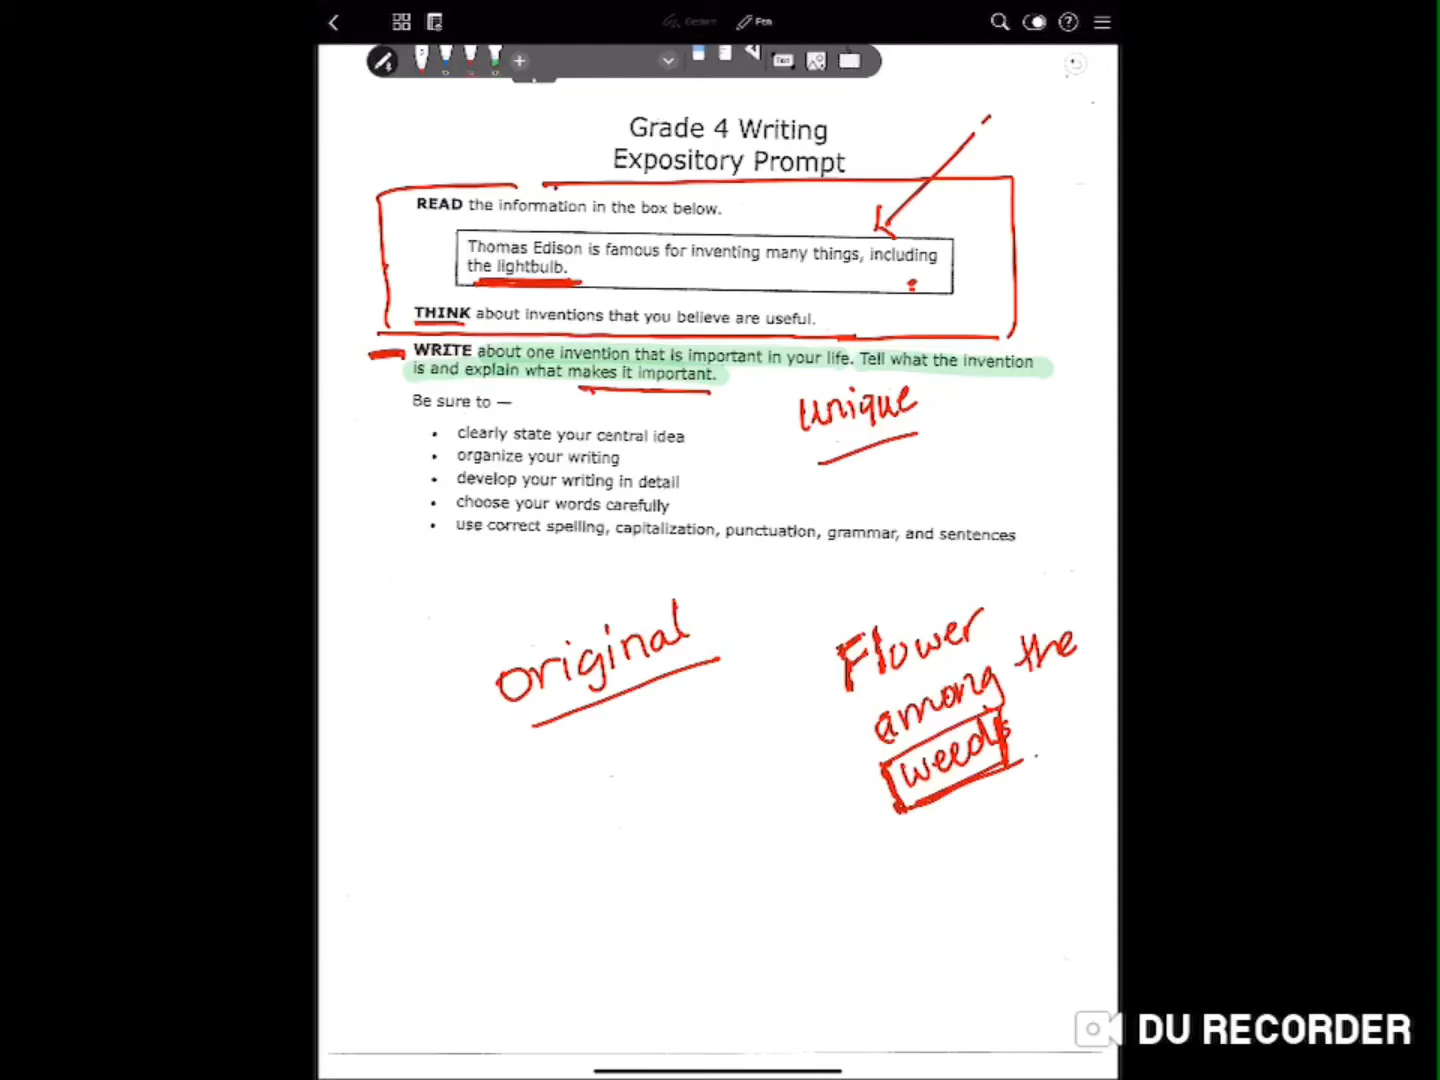 Pen
Grade 4 Writing
Expository Prompt
READ the information in the box below.
Thomas Edison is famous for inventing many things, including
the lightbulb.
THINK about inventions that you believe are useful.
WRITE about one invention that is important in your life. Tell what the invention
is and explain what makes it important.
unique
Be sure to —
• clearly state your central idea
• organize your writing
• develop your writing in detail
• choose your words carefully
• use correct spelling, capitalization, punctuation, grammar, and sentences
original
Flower
among the
weeds
DU RECORDER